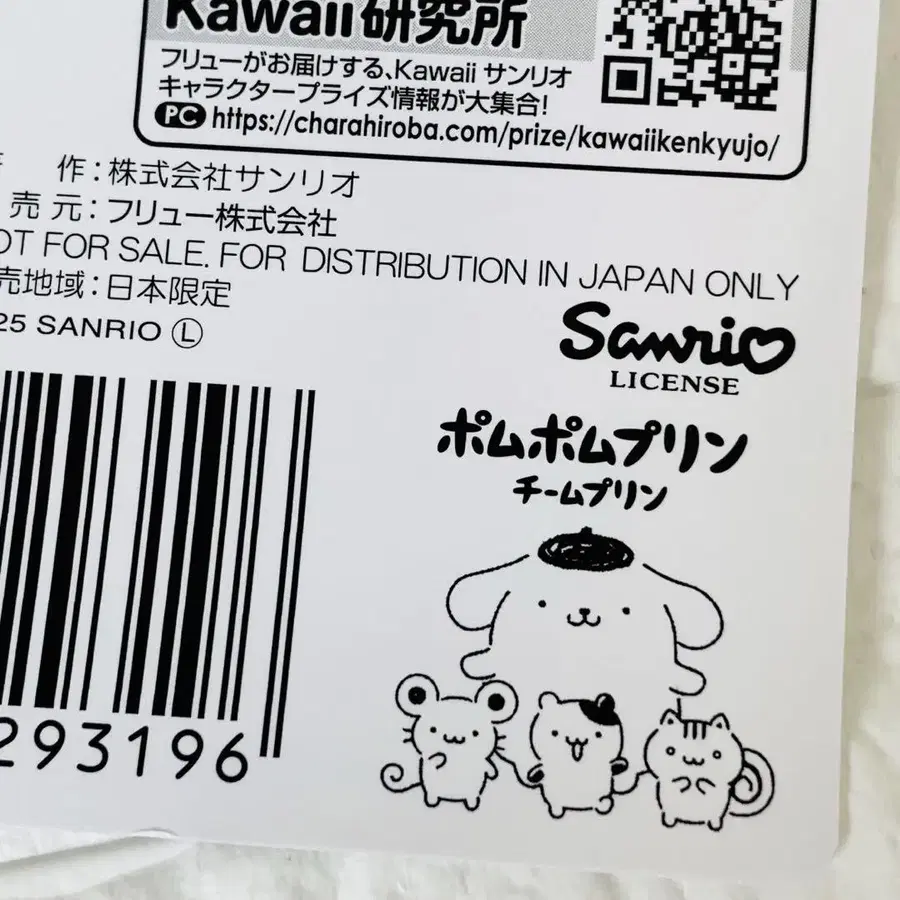 Kawaii研究所
フリューがお届けする、Kawaii サンリオ
キャラクタープライズ情報が大集合!
PC https://charahiroba.com/prize/kawaiikenkyujo/
作:株式会社サンリオ
売元:フリュー株式会社
NOT FOR SALE. FOR DISTRIBUTION IN JAPAN ONLY
売地域:日本限定
25 SANRIO Ⓛ
Sanrio
LICENSE
ポムポムプリン
チームプリン
293196